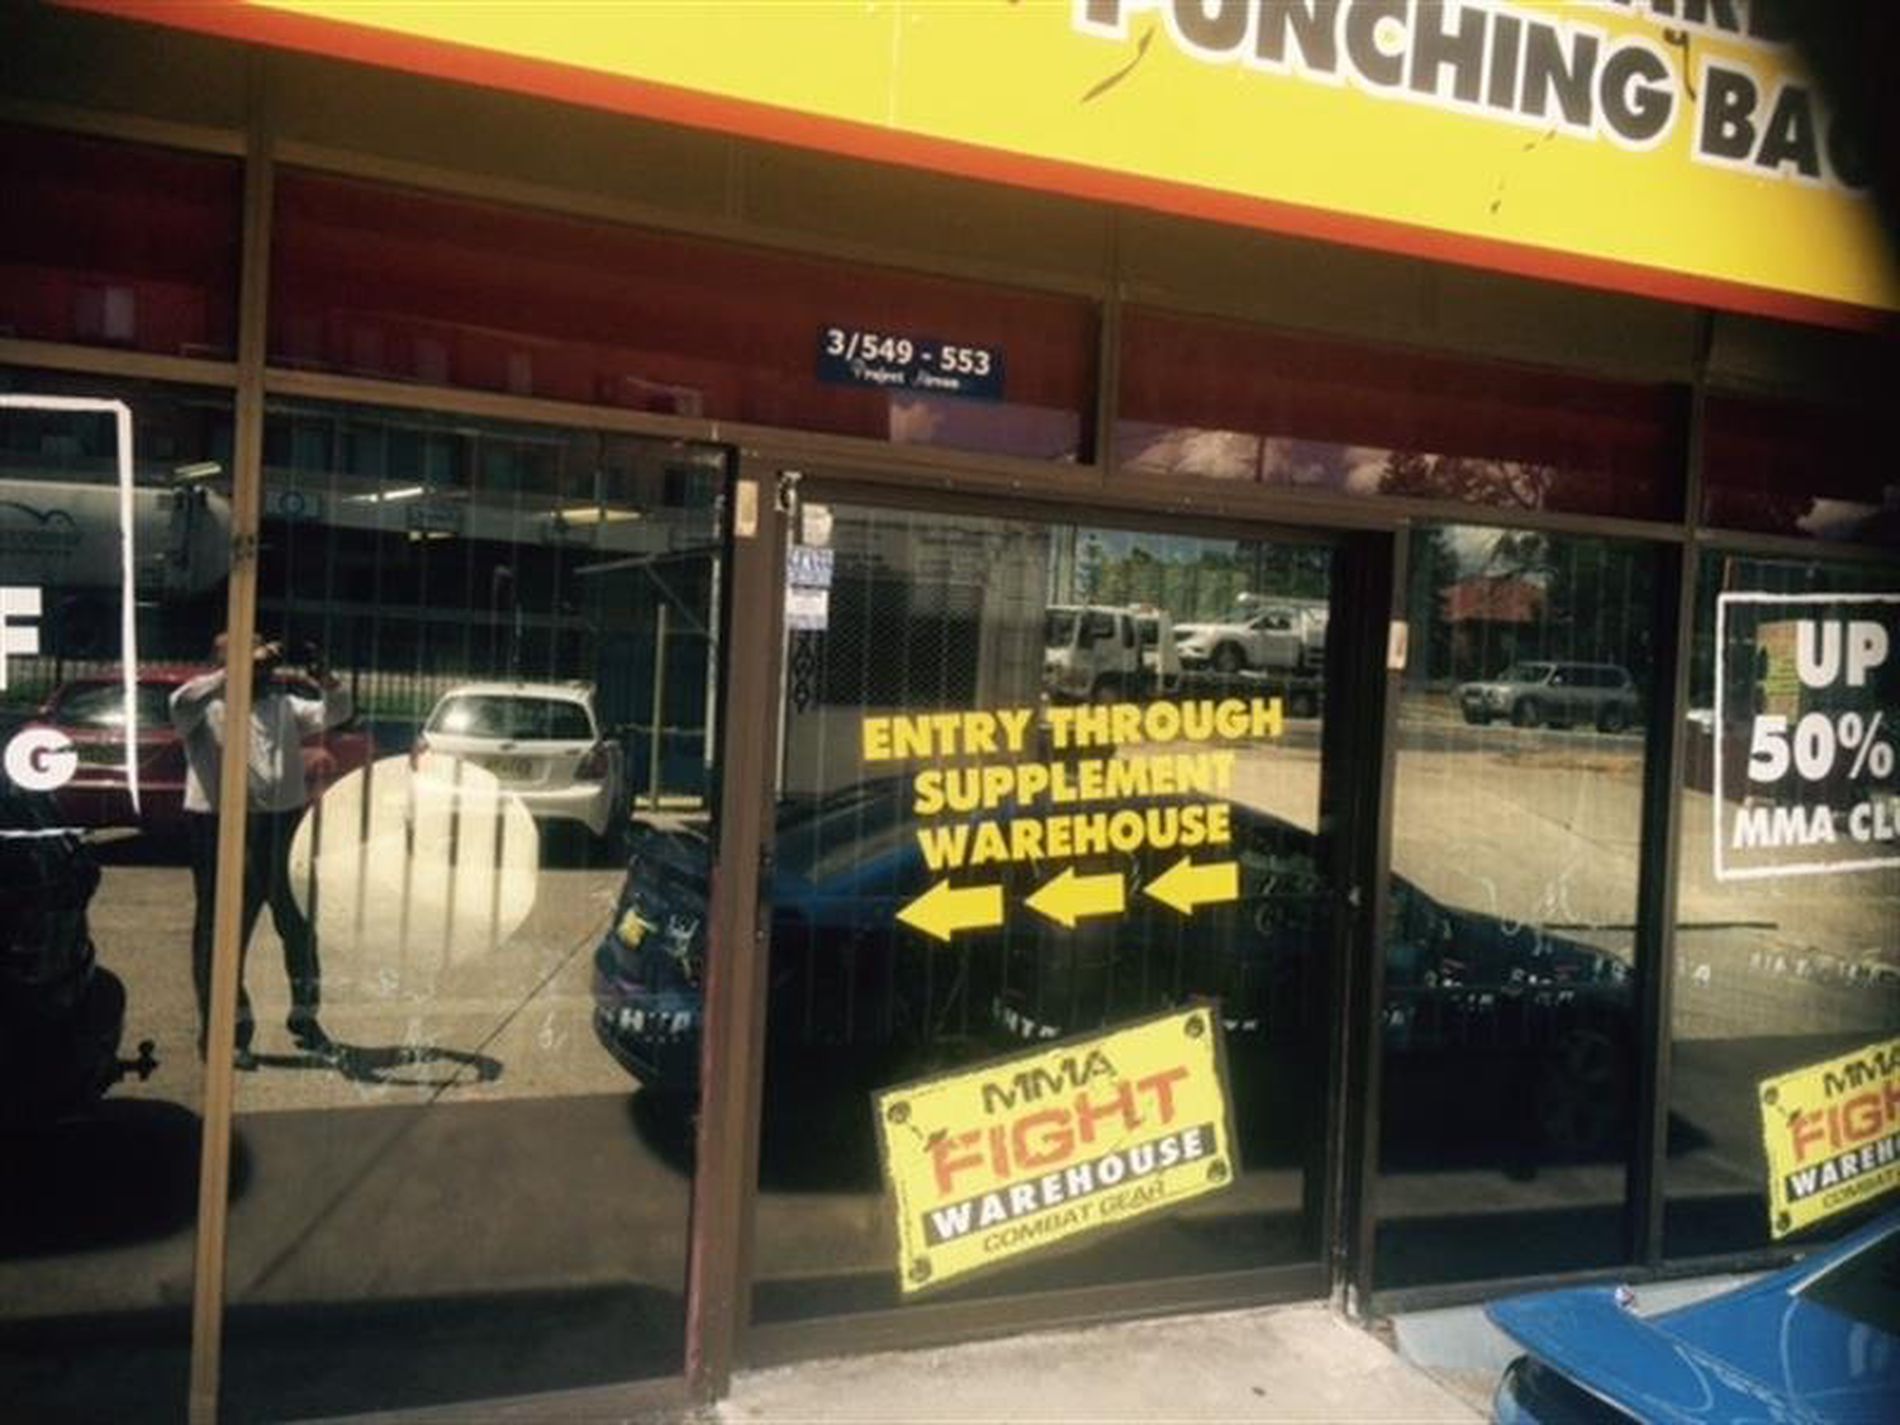 PUNCHING BA
3/549 - 553
F
G
ENTRY THROUGH
SUPPLEMENT
WAREHOUSE
UP
50%
MMA CL
MMA
FIGHT
WAREHOUSE
COMBAT GEAR
MMA
FIGH
WAREH
COMBAT